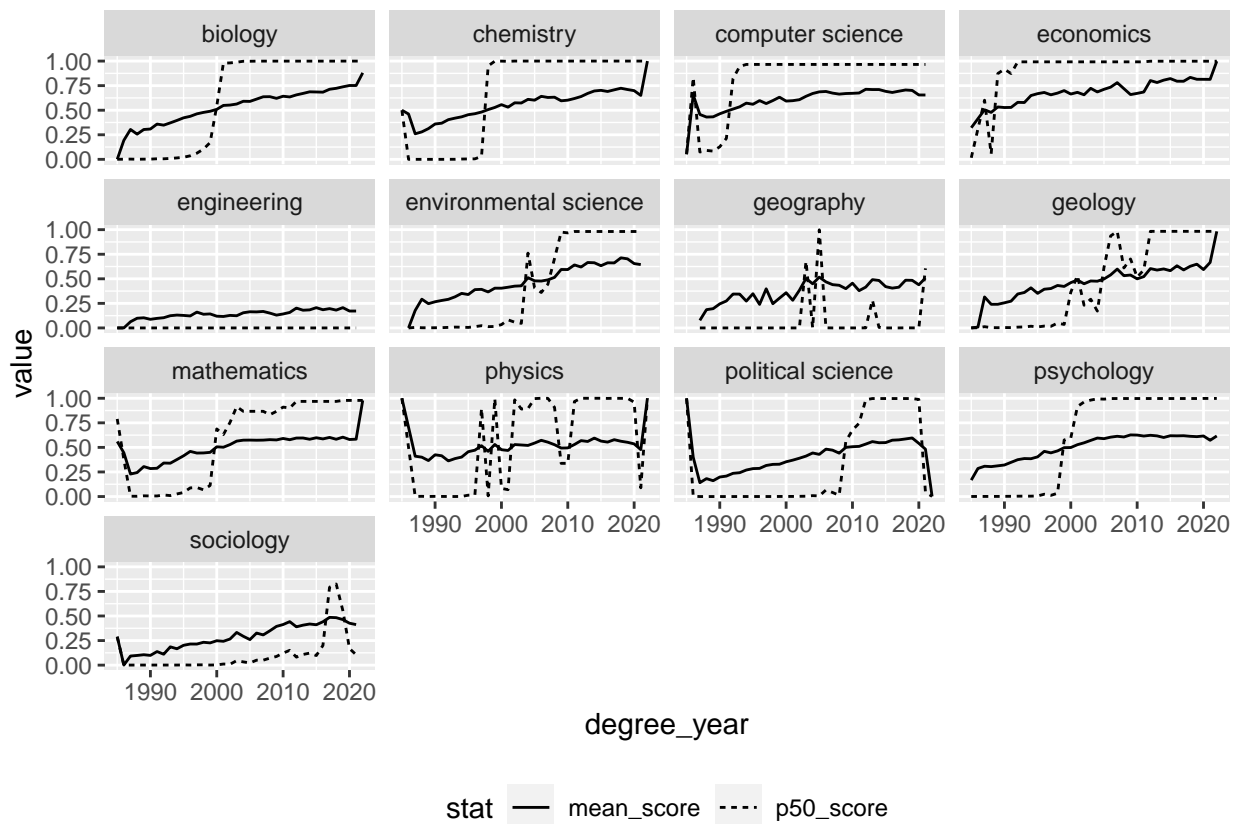 biology chemistry computer science economics
1.00
0.75
0.50
0.25
0.00
engineering environmental science geography geology
1.00
0.75
0.50
0.25
0.00
mathematics physics political science psychology
1.00
0.75
0.50
0.25
0.00
1990 2000 2010 2020 1990 2000 2010 2020 1990 2000 2010 2020
sociology
1.00
0.75
0.50
0.25
0.00
1990 2000 2010 2020
value
degree_year
stat mean_score p50_score